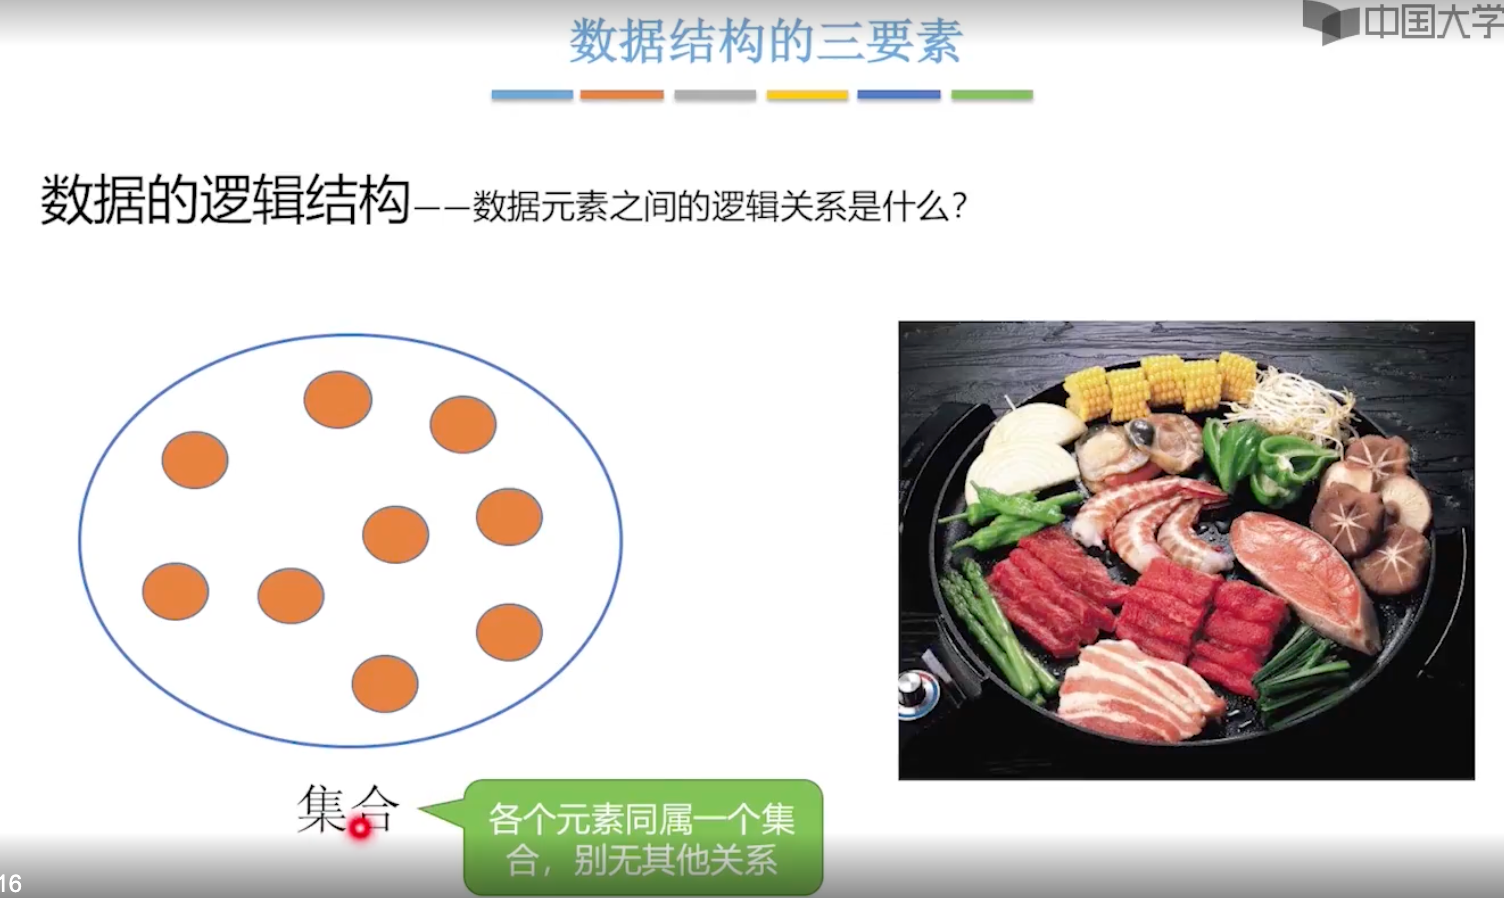 中国大学
数据结构的三要素
数据的逻辑结构——数据元素之间的逻辑关系是什么？
集合
各个元素同属一个集
合，别无其他关系
16